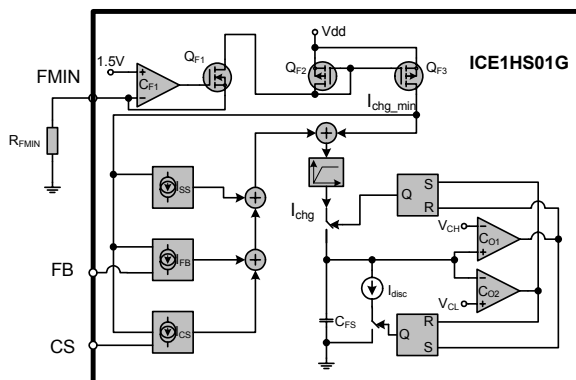 Vdd
ICE1HS01G
1.5V
QF1
QF2
QF3
FMIN
+
CF1
−
Ichg_min
RFMIN
+
+
ISS
Q
S
R
Ichg
VCH
−
CO1
+
IFB
+
FB
−
CO2
Idisc
VCL
+
CFS
ICS
CS
Q
R
S